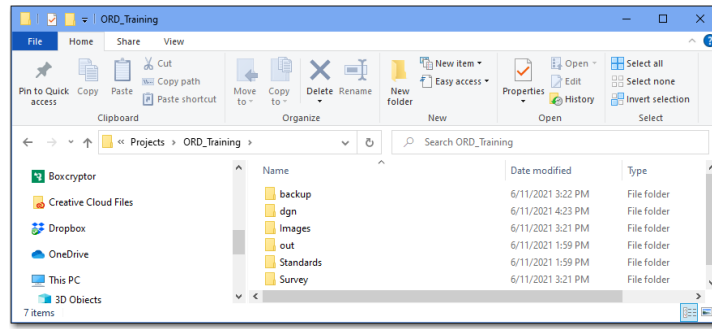 ORD_Training
File Home Share View
Pin to Quick access
Copy
Paste
Cut
Copy path
Paste shortcut
Clipboard
Move to
Copy to
Delete
Rename
Organize
New folder
New item
Easy access
New
Properties
Open
Edit
History
Open
Select all
Select none
Invert selection
Select
« Projects > ORD_Training >
Search ORD_Training
Boxcryptor
Creative Cloud Files
Dropbox
OneDrive
This PC
3D Objects
Name Date modified Type
backup 6/11/2021 3:22 PM File folder
dgn 6/11/2021 4:23 PM File folder
Images 6/11/2021 3:21 PM File folder
out 6/11/2021 1:59 PM File folder
Standards 6/11/2021 1:59 PM File folder
Survey 6/11/2021 3:21 PM File folder
7 items